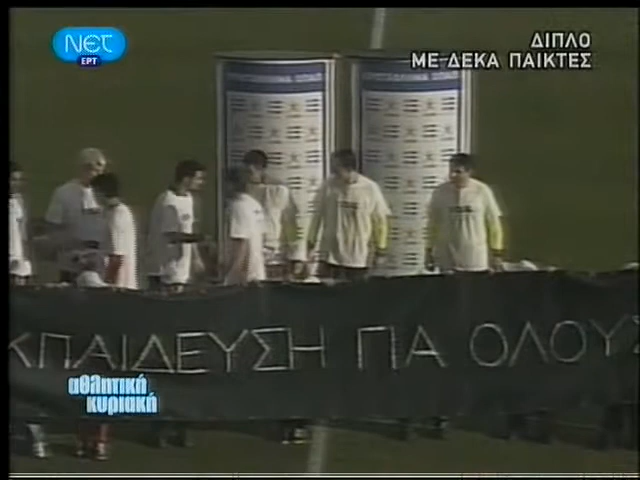 NET
ΕΡΤ
ΔΙΠΛΟ
ΜΕ ΔΕΚΑ ΠΑΙΚΤΕΣ
ΚΠΑΙΔΕΥΣΗ ΓΙΑ ΟΛΟΥΣ
αθλητική
κυριακή